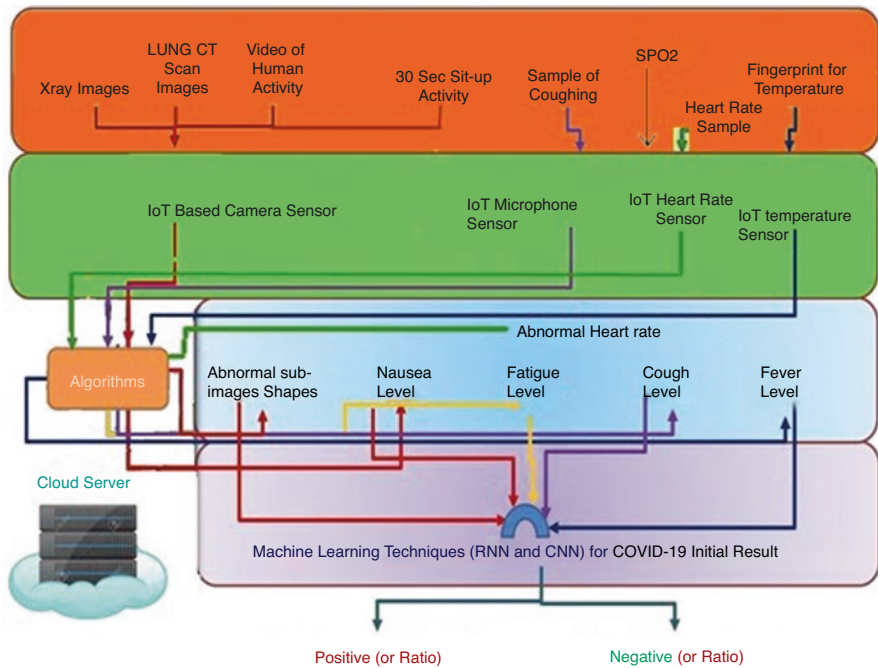 Xray Images
LUNG CT
Scan
Images
Video of
Human
Activity
30 Sec Sit-up
Activity
Sample of
Coughing
SPO2
Heart Rate
Sample
Fingerprint for
Temperature
IoT Based Camera Sensor
IoT Microphone
Sensor
IoT Heart Rate
Sensor
IoT temperature
Sensor
Abnormal Heart rate
Algorithms
Abnormal sub-
images Shapes
Nausea
Level
Fatigue
Level
Cough
Level
Fever
Level
Cloud Server
Machine Learning Techniques (RNN and CNN) for COVID-19 Initial Result
Positive (or Ratio)
Negative (or Ratio)